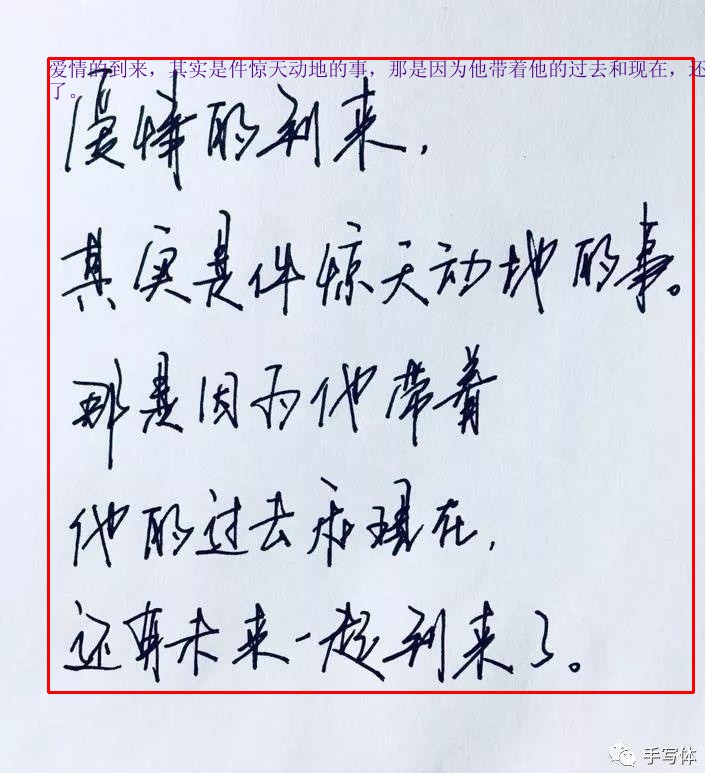 爱情的到来，其实是件惊天动地的事，那是因为他带着他的过去和现在，还
了。
爱情的到来，
其实是件惊天动地的事。
那是因为他带着
他的过去和现在，
还有未来一起到来了。
手写体